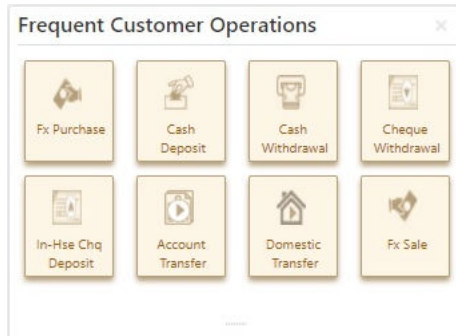 Frequent Customer Operations
Fx Purchase
Cash
Deposit
Cash
Withdrawal
Cheque
Withdrawal
In-Hse Chq
Deposit
Account
Transfer
Domestic
Transfer
Fx Sale